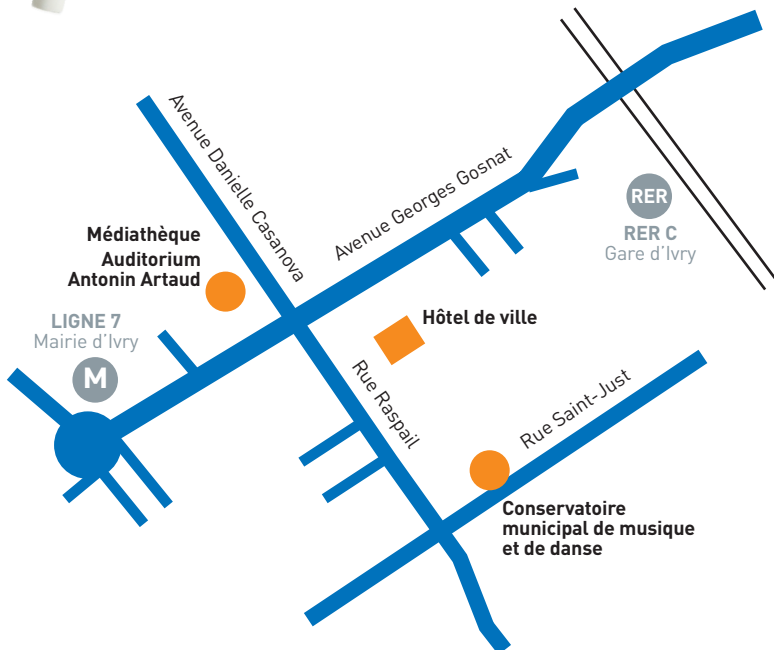 Avenue Danielle Casanova
Avenue Georges Gosnat
RER
RER C
Gare d'Ivry
Médiathèque
Auditorium
Antonin Artaud
LIGNE 7
Mairie d'Ivry
M
Hôtel de ville
Rue Raspail
Rue Saint-Just
Conservatoire
municipal de musique
et de danse